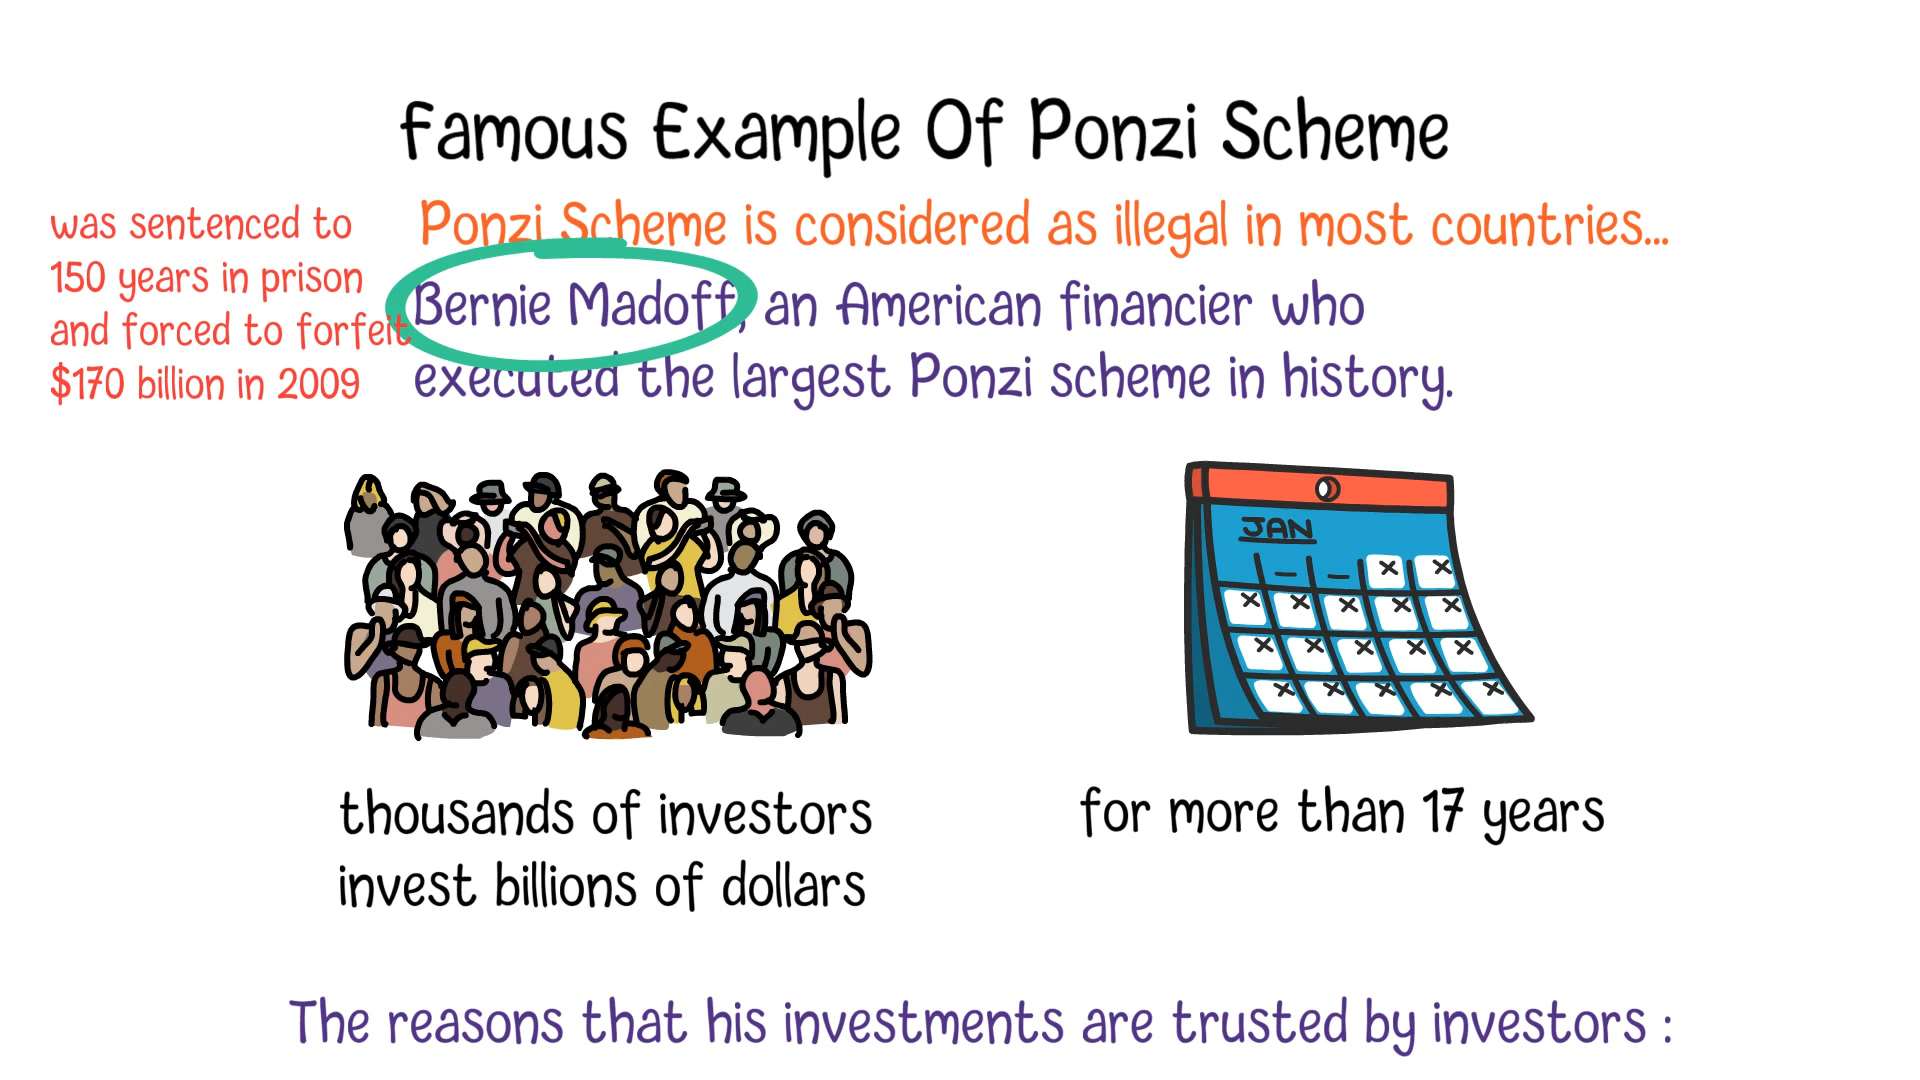 Famous Example Of Ponzi Scheme
Ponzi Scheme is considered as illegal in most countries...
was sentenced to
150 years in prison
and forced to forfeit
$170 billion in 2009
Bernie Madoff, an American financier who
executed the largest Ponzi scheme in history.
JAN
thousands of investors
invest billions of dollars
for more than 17 years
The reasons that his investments are trusted by investors :